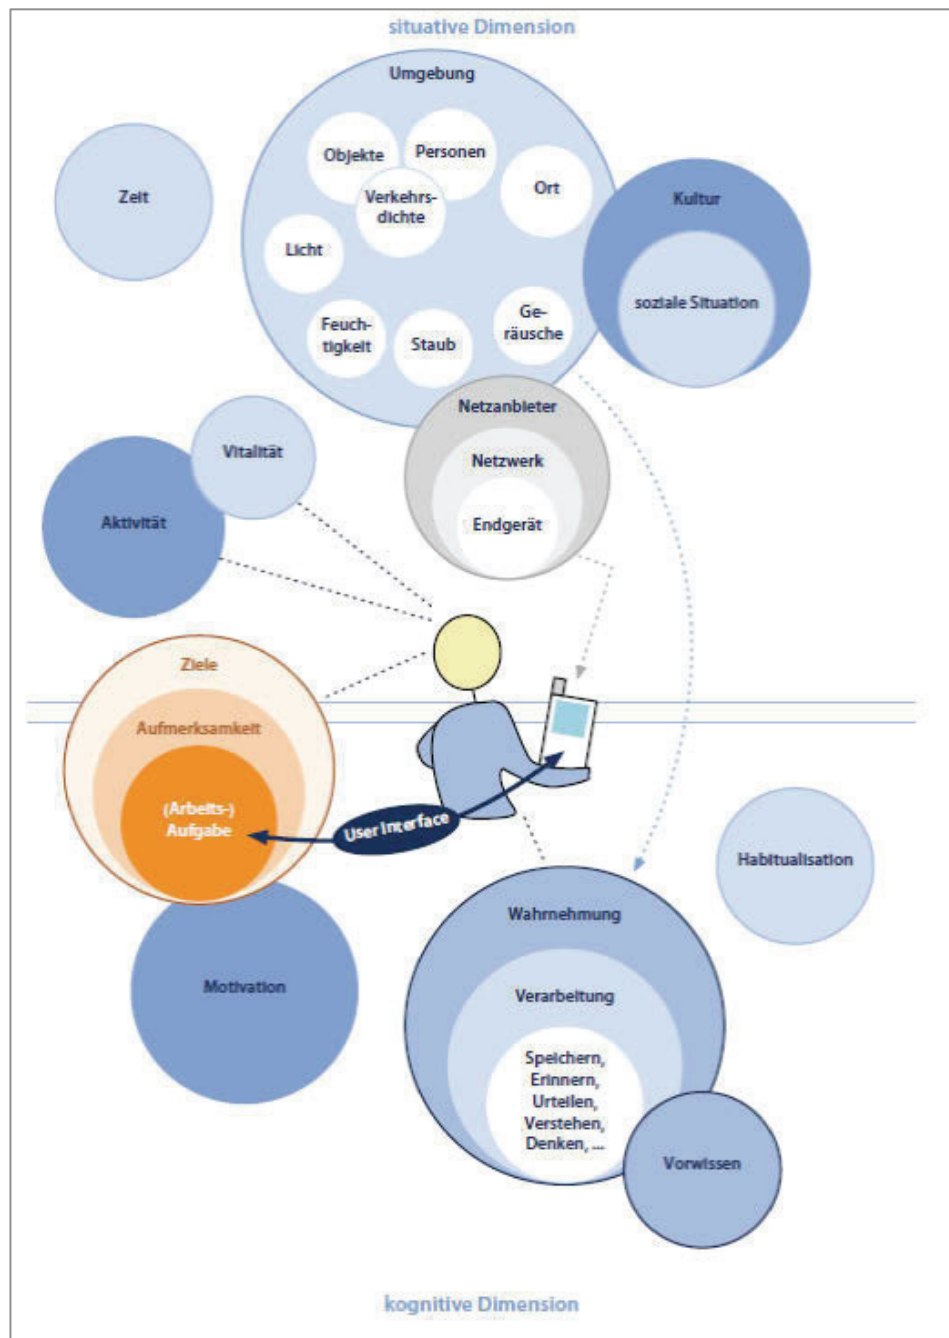 situative Dimension
Umgebung
Objekte
Personen
Verkehrs-
dichte
Ort
Zeit
Kultur
Licht
soziale Situation
Feuch-
tigkeit
Staub
Ge-
räusche
Netzanbieter
Netzwerk
Endgerät
Vitalität
Aktivität
Ziele
Aufmerksamkeit
(Arbeits-)
Aufgabe
User Interface
Habitualisation
Wahrnehmung
Motivation
Verarbeitung
Speichern,
Erinnern,
Urteilen,
Verstehen,
Denken, ...
Vorwissen
kognitive Dimension